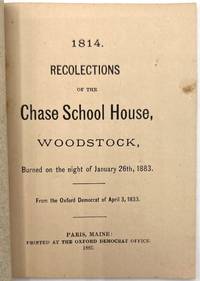 1814.
RECOLECTIONS
OF THE
Chase School House,
WOODSTOCK,
Burned on the night of January 26th, 1883.
From the Oxford Democrat of April 3, 1833.
PARIS, MAINE:
PRINTED AT THE OXFORD DEMOCRAT OFFICE.